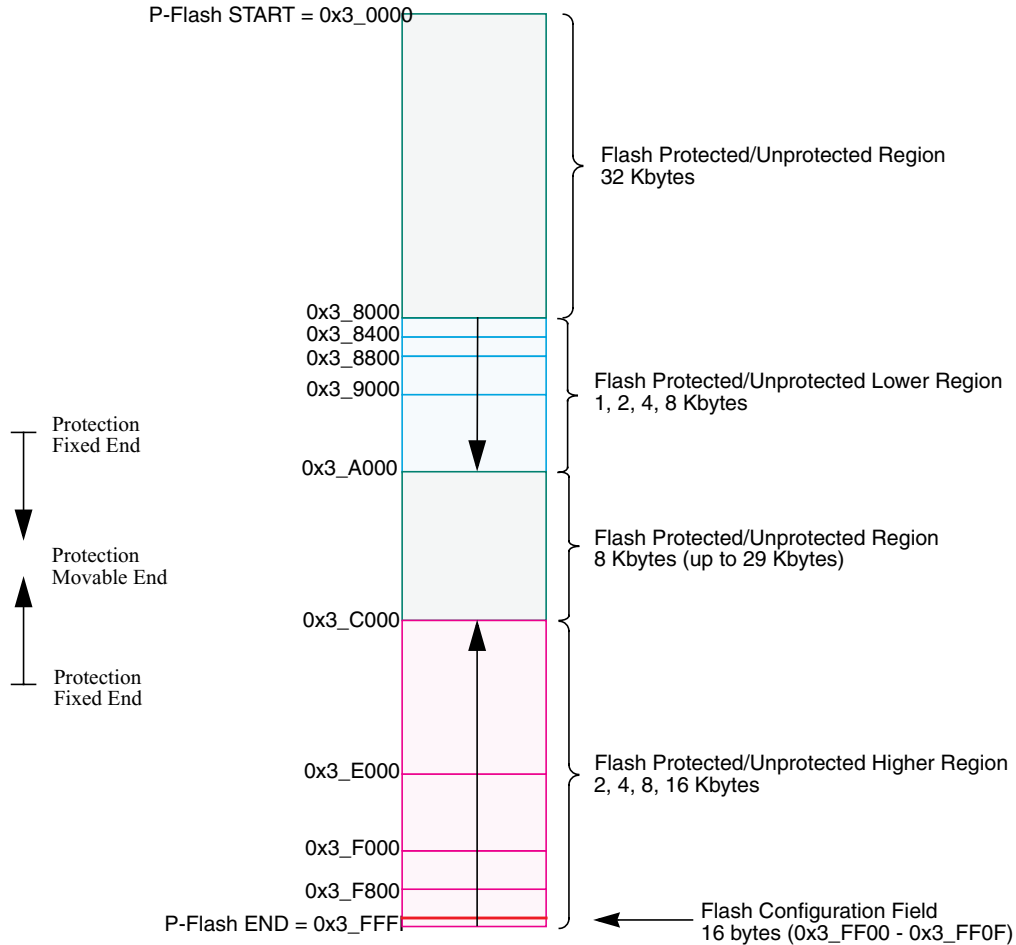 P-Flash START = 0x3_0000
Flash Protected/Unprotected Region
32 Kbytes
0x3_8000
0x3_8400
0x3_8800
0x3_9000
Flash Protected/Unprotected Lower Region
1, 2, 4, 8 Kbytes
Protection
Fixed End
0x3_A000
Flash Protected/Unprotected Region
8 Kbytes (up to 29 Kbytes)
Protection
Movable End
0x3_C000
Protection
Fixed End
0x3_E000
Flash Protected/Unprotected Higher Region
2, 4, 8, 16 Kbytes
0x3_F000
0x3_F800
P-Flash END = 0x3_FFF
Flash Configuration Field
16 bytes (0x3_FF00 - 0x3_FF0F)